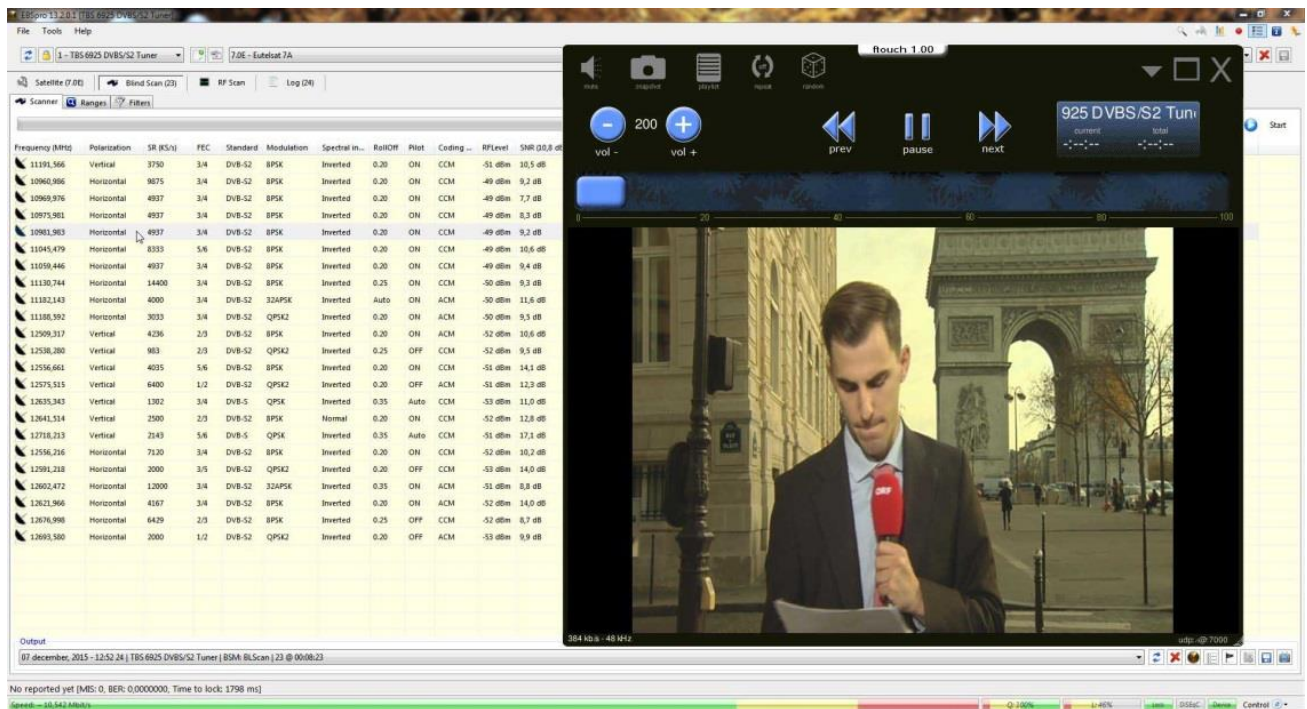 EBSpro 13.2.0.1 [TBS 6925 DVBS/S2 Tuner]
File Tools Help
1 - TBS 6925 DVBS/S2 Tuner 7.0E - Eutelsat 7A
Satellite (7.0E) Blind Scan (23) RF Scan Log (24)
Scanner Ranges Filters
Start
Frequency (MHz) Polarization SR (KS/s) FEC Standard Modulation Spectral in... RollOff Pilot Coding ... RFLevel SNR (10,8 dB
11191,566 Vertical 3750 3/4 DVB-S2 8PSK Inverted 0.20 ON CCM -51 dBm 10,5 dB
10960,986 Horizontal 9875 3/4 DVB-S2 8PSK Inverted 0.20 ON CCM -49 dBm 9,2 dB
10969,976 Horizontal 4937 3/4 DVB-S2 8PSK Inverted 0.20 ON CCM -49 dBm 7,7 dB
10975,981 Horizontal 4937 3/4 DVB-S2 8PSK Inverted 0.20 ON CCM -49 dBm 8,3 dB
10981,983 Horizontal 4937 3/4 DVB-S2 8PSK Inverted 0.20 ON CCM -49 dBm 9,2 dB
11045,479 Horizontal 8333 5/6 DVB-S2 8PSK Inverted 0.20 ON CCM -49 dBm 10,6 dB
11059,446 Horizontal 4937 3/4 DVB-S2 8PSK Inverted 0.20 ON CCM -49 dBm 9,4 dB
11130,744 Horizontal 14400 3/4 DVB-S2 8PSK Inverted 0.25 ON CCM -50 dBm 9,3 dB
11182,143 Horizontal 4000 3/4 DVB-S2 32APSK Inverted Auto ON ACM -50 dBm 11,6 dB
11188,592 Horizontal 3033 3/4 DVB-S2 QPSK2 Inverted 0.20 ON ACM -50 dBm 9,5 dB
12509,317 Vertical 4236 2/3 DVB-S2 8PSK Inverted 0.20 ON ACM -52 dBm 10,6 dB
12538,280 Vertical 983 2/3 DVB-S2 QPSK2 Inverted 0.25 OFF CCM -52 dBm 9,5 dB
12556,661 Vertical 4035 5/6 DVB-S2 8PSK Inverted 0.20 ON CCM -51 dBm 14,1 dB
12575,515 Vertical 6400 1/2 DVB-S2 QPSK2 Inverted 0.20 OFF ACM -51 dBm 12,3 dB
12635,343 Vertical 1302 3/4 DVB-S QPSK Inverted 0.35 Auto CCM -53 dBm 11,0 dB
12641,514 Vertical 2500 2/3 DVB-S2 8PSK Normal 0.20 ON CCM -52 dBm 12,8 dB
12718,213 Vertical 2143 5/6 DVB-S QPSK Inverted 0.35 Auto CCM -51 dBm 17,1 dB
12556,216 Horizontal 7120 3/4 DVB-S2 8PSK Inverted 0.20 ON CCM -52 dBm 10,2 dB
12591,218 Horizontal 2000 3/5 DVB-S2 QPSK2 Inverted 0.20 OFF CCM -53 dBm 14,0 dB
12602,472 Horizontal 12000 3/4 DVB-S2 32APSK Inverted 0.35 ON ACM -51 dBm 8,8 dB
12621,966 Horizontal 4167 3/4 DVB-S2 8PSK Inverted 0.20 ON ACM -52 dBm 14,0 dB
12676,998 Horizontal 6429 2/3 DVB-S2 8PSK Inverted 0.25 OFF CCM -52 dBm 8,7 dB
12693,580 Horizontal 2000 1/2 DVB-S2 QPSK2 Inverted 0.20 OFF ACM -53 dBm 9,9 dB
ftouch 1.00
mute snapshot playlist repeat random
off
- 200 +
vol - vol + prev pause next
925 DVBS/S2 Tun
current total
-:--:-- -:--:--
0 20 40 60 80 100
ORF
384 kb/s - 48 kHz udp:-@:7000
Output
07 december, 2015 - 12:52 24 | TBS 6925 DVBS/S2 Tuner | BSM: BLScan | 23 @ 00:08:23
No reported yet [MIS: 0, BER: 0,0000000, Time to lock: 1798 ms]
Speed: ~ 10,542 Mbit/s Q: 100% L: 46% Lock DiSEqC Demux Control